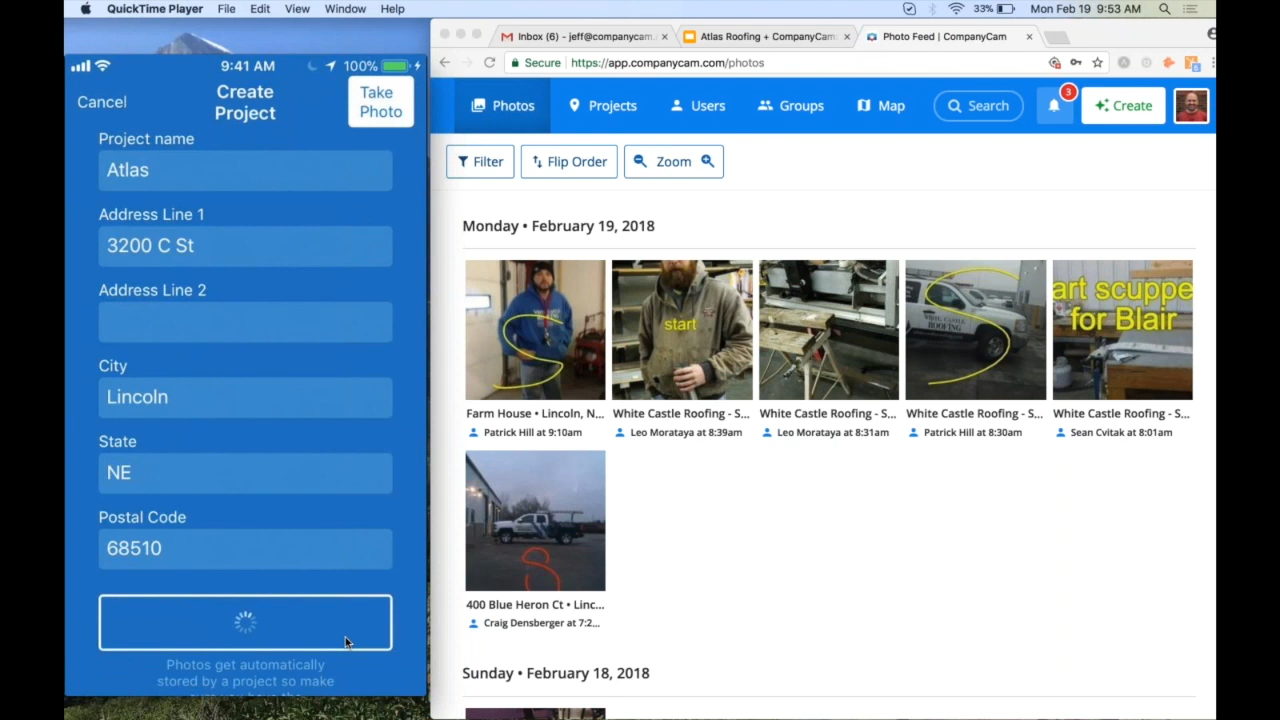 QuickTime Player File Edit View Window Help
33% Mon Feb 19 9:53 AM
9:41 AM 100%
Cancel
Create
Project
Take
Photo
Project name
Atlas
Address Line 1
3200 C St
Address Line 2
City
Lincoln
State
NE
Postal Code
68510
Photos get automatically
stored by a project so make
Inbox (6) - jeff@companycam.
Atlas Roofing + CompanyCam
Photo Feed | CompanyCam
Secure https://app.companycam.com/photos
Photos Projects Users Groups Map Search 3 Create
Filter Flip Order Zoom
Monday • February 19, 2018
start
WHITE CASTLE
ROOFING
art scuppe
for Blair
Farm House • Lincoln, N...
Patrick Hill at 9:10am
White Castle Roofing - S...
Leo Morataya at 8:39am
White Castle Roofing - S...
Leo Morataya at 8:31am
White Castle Roofing - S...
Patrick Hill at 8:30am
White Castle Roofing - S...
Sean Cvitak at 8:01am
400 Blue Heron Ct • Linc...
Craig Densberger at 7:2...
Sunday • February 18, 2018